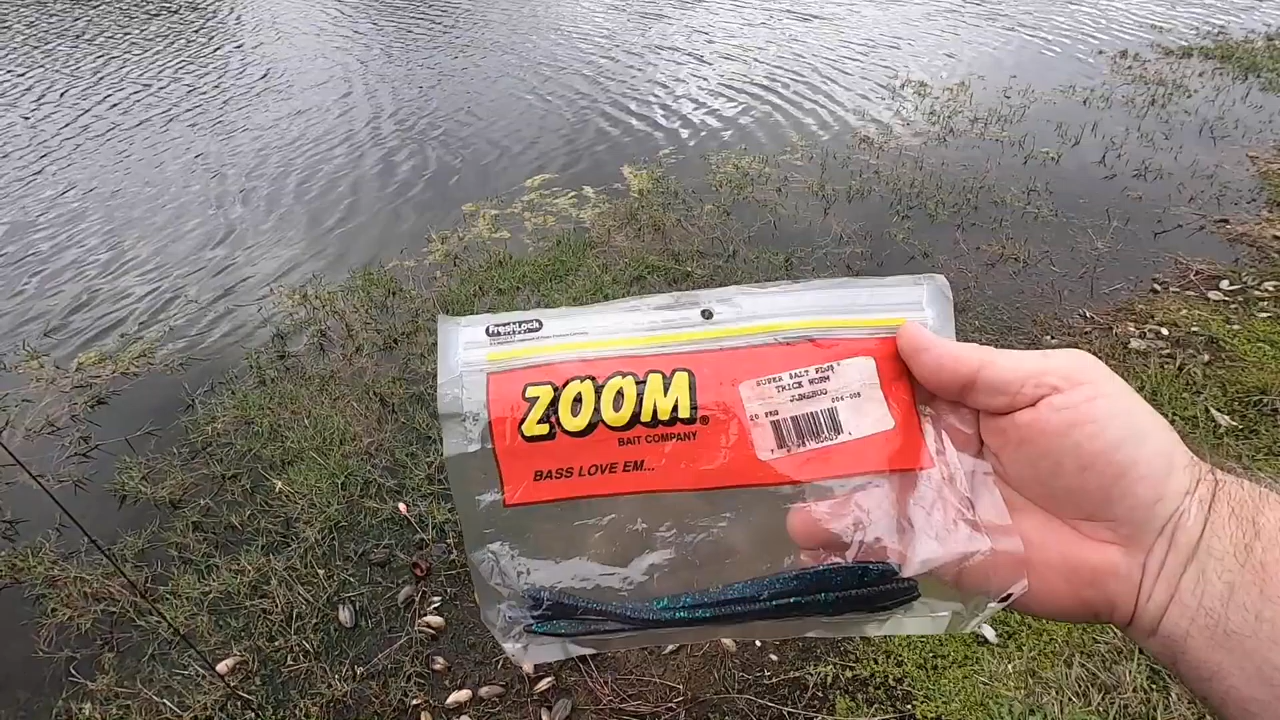 FreshLock
ZOOM®
BAIT COMPANY
BASS LOVE EM...
SUPER SALT PLUS
TRICK WORM
JUNEBUG
20 PKG 006-005